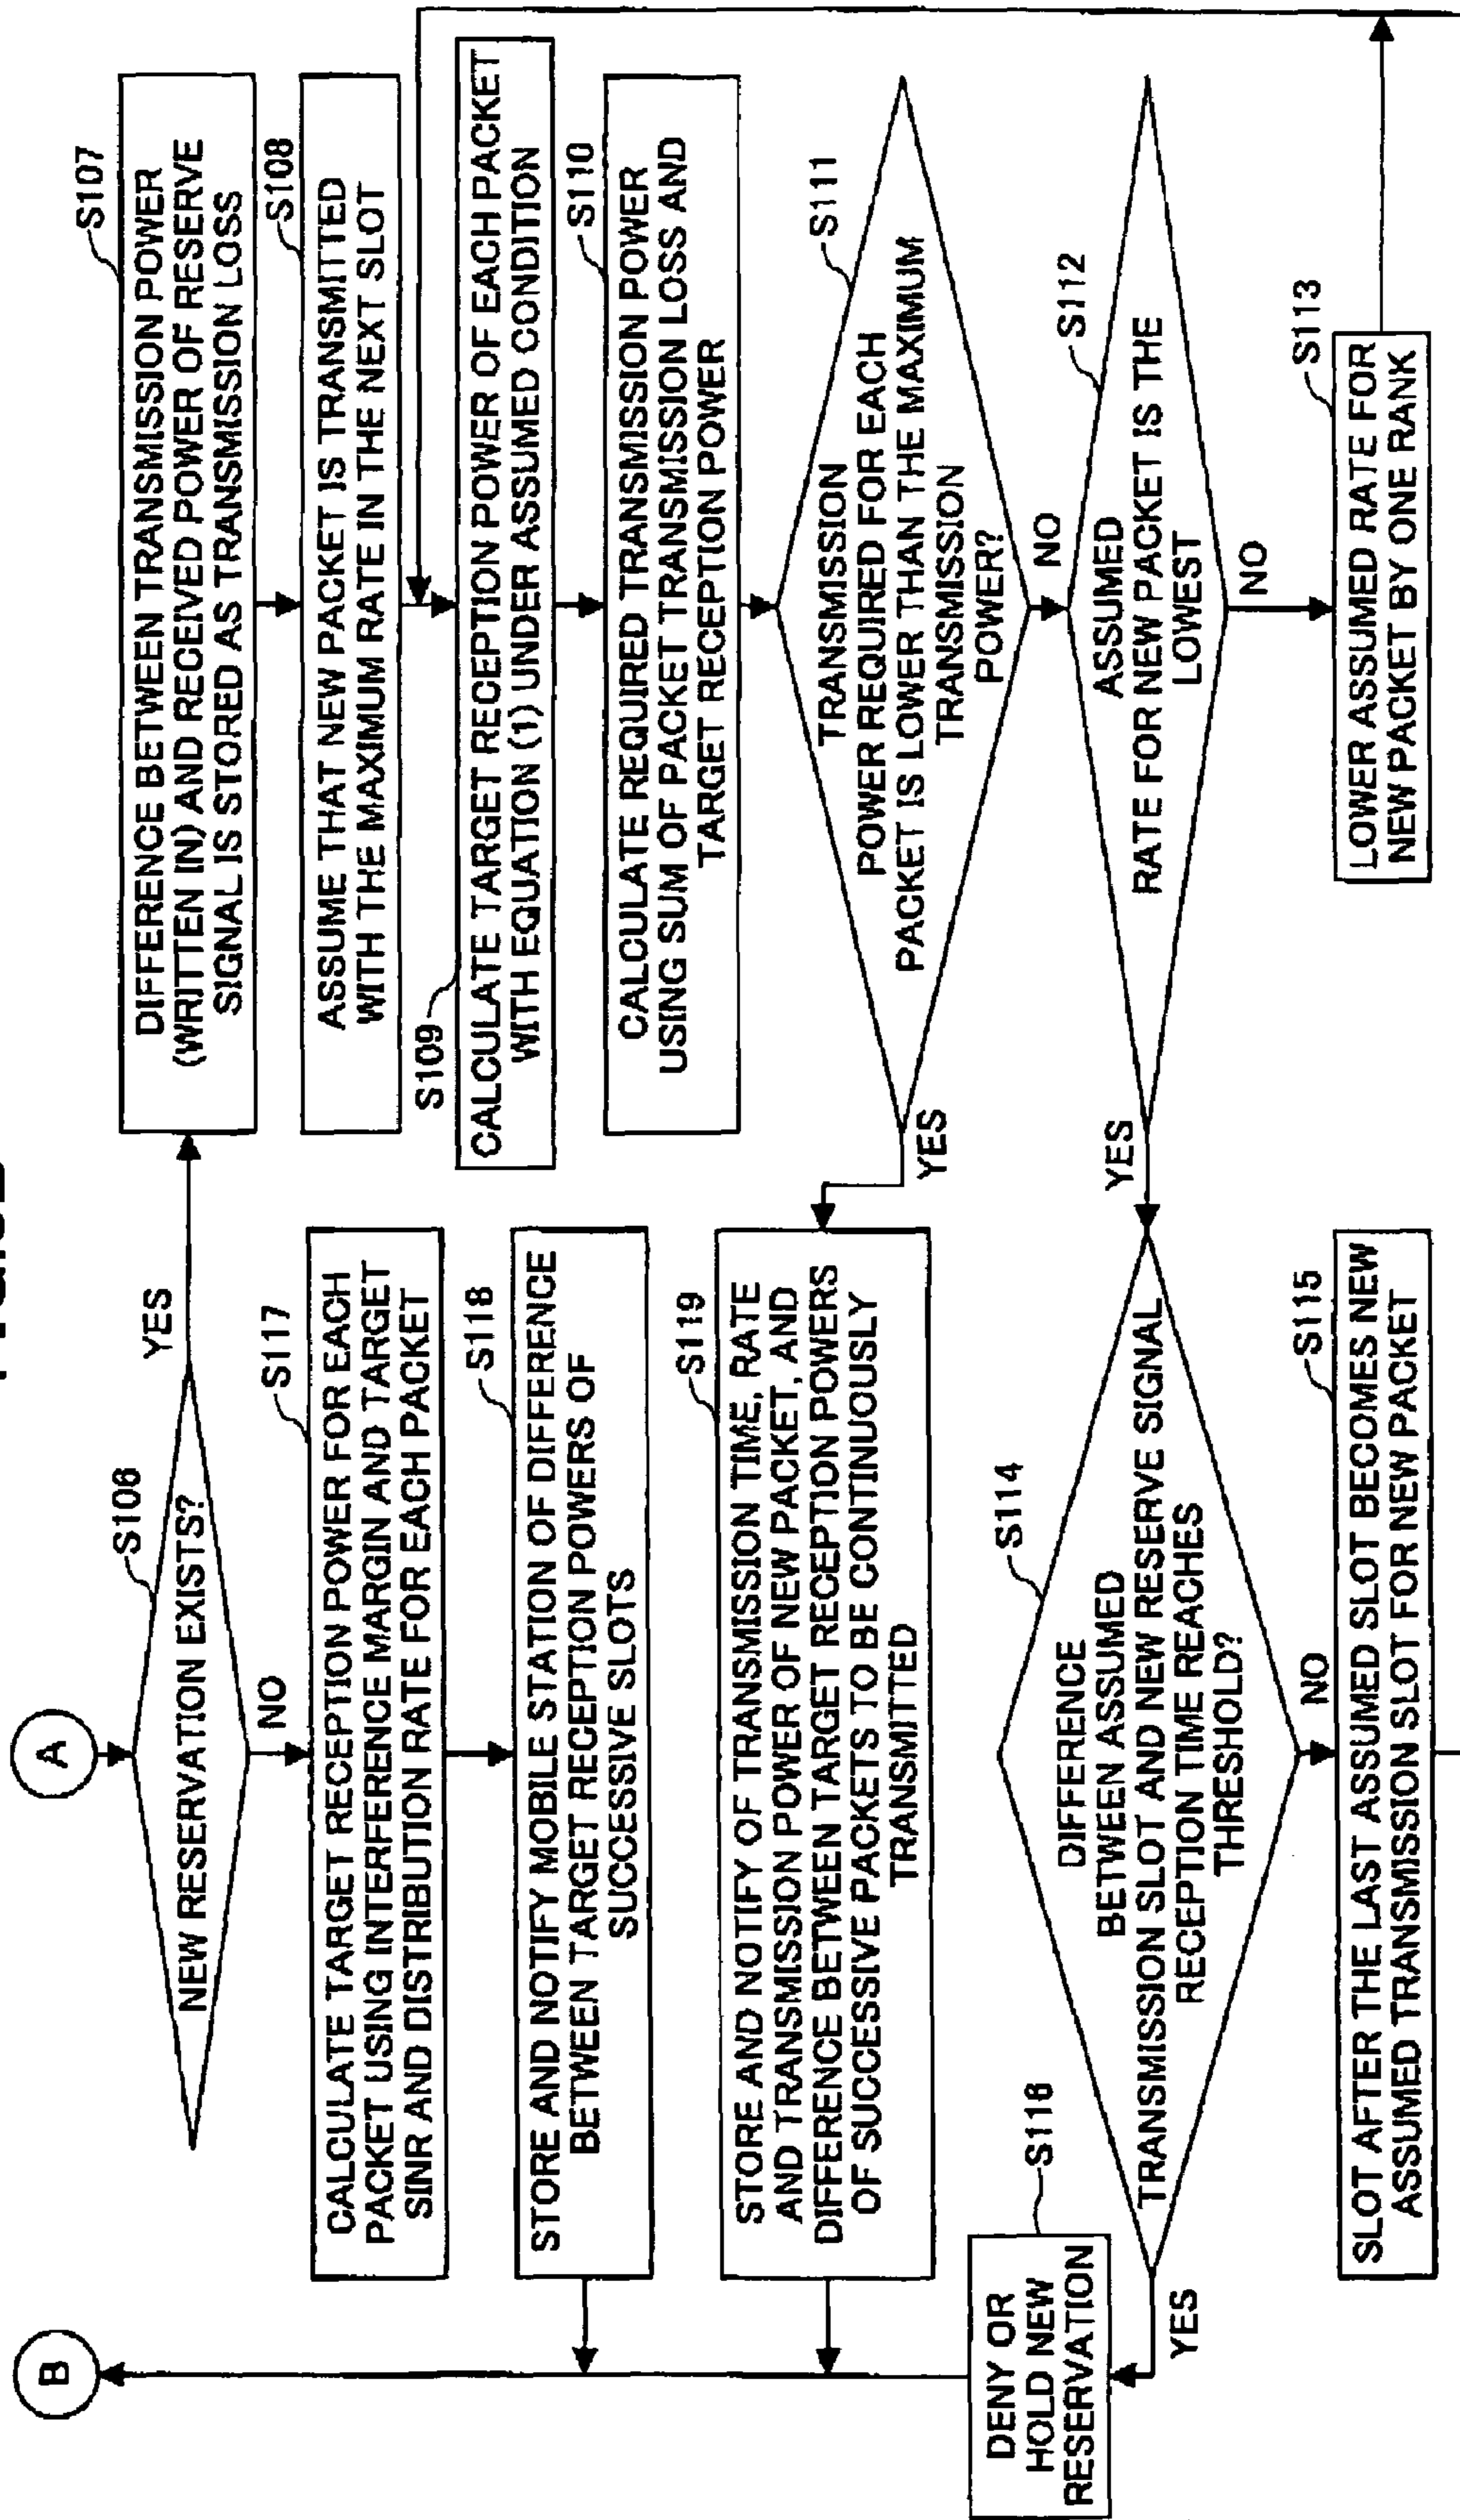 A
B
S106
NEW RESERVATION EXISTS?
YES
NO
S107
DIFFERENCE BETWEEN TRANSMISSION POWER
(WRITTEN IN) AND RECEIVED POWER OF RESERVE
SIGNAL IS STORED AS TRANSMISSION LOSS
S108
ASSUME THAT NEW PACKET IS TRANSMITTED
WITH THE MAXIMUM RATE IN THE NEXT SLOT
S109
CALCULATE TARGET RECEPTION POWER OF EACH PACKET
WITH EQUATION (1) UNDER ASSUMED CONDITION
S110
CALCULATE REQUIRED TRANSMISSION POWER
USING SUM OF PACKET TRANSMISSION LOSS AND
TARGET RECEPTION POWER
S111
TRANSMISSION
POWER REQUIRED FOR EACH
PACKET IS LOWER THAN THE MAXIMUM
TRANSMISSION
POWER?
YES
NO
S112
ASSUMED
RATE FOR NEW PACKET IS THE
LOWEST
YES
NO
S113
LOWER ASSUMED RATE FOR
NEW PACKET BY ONE RANK
S117
CALCULATE TARGET RECEPTION POWER FOR EACH
PACKET USING INTERFERENCE MARGIN AND TARGET
SINR AND DISTRIBUTION RATE FOR EACH PACKET
S118
STORE AND NOTIFY MOBILE STATION OF DIFFERENCE
BETWEEN TARGET RECEPTION POWERS OF
SUCCESSIVE SLOTS
S119
STORE AND NOTIFY OF TRANSMISSION TIME, RATE
AND TRANSMISSION POWER OF NEW PACKET, AND
DIFFERENCE BETWEEN TARGET RECEPTION POWERS
OF SUCCESSIVE PACKETS TO BE CONTINUOUSLY
TRANSMITTED
S114
DIFFERENCE
BETWEEN ASSUMED
TRANSMISSION SLOT AND NEW RESERVE SIGNAL
RECEPTION TIME REACHES
THRESHOLD?
YES
NO
S116
DENY OR
HOLD NEW
RESERVATION
S115
SLOT AFTER THE LAST ASSUMED SLOT BECOMES NEW
ASSUMED TRANSMISSION SLOT FOR NEW PACKET